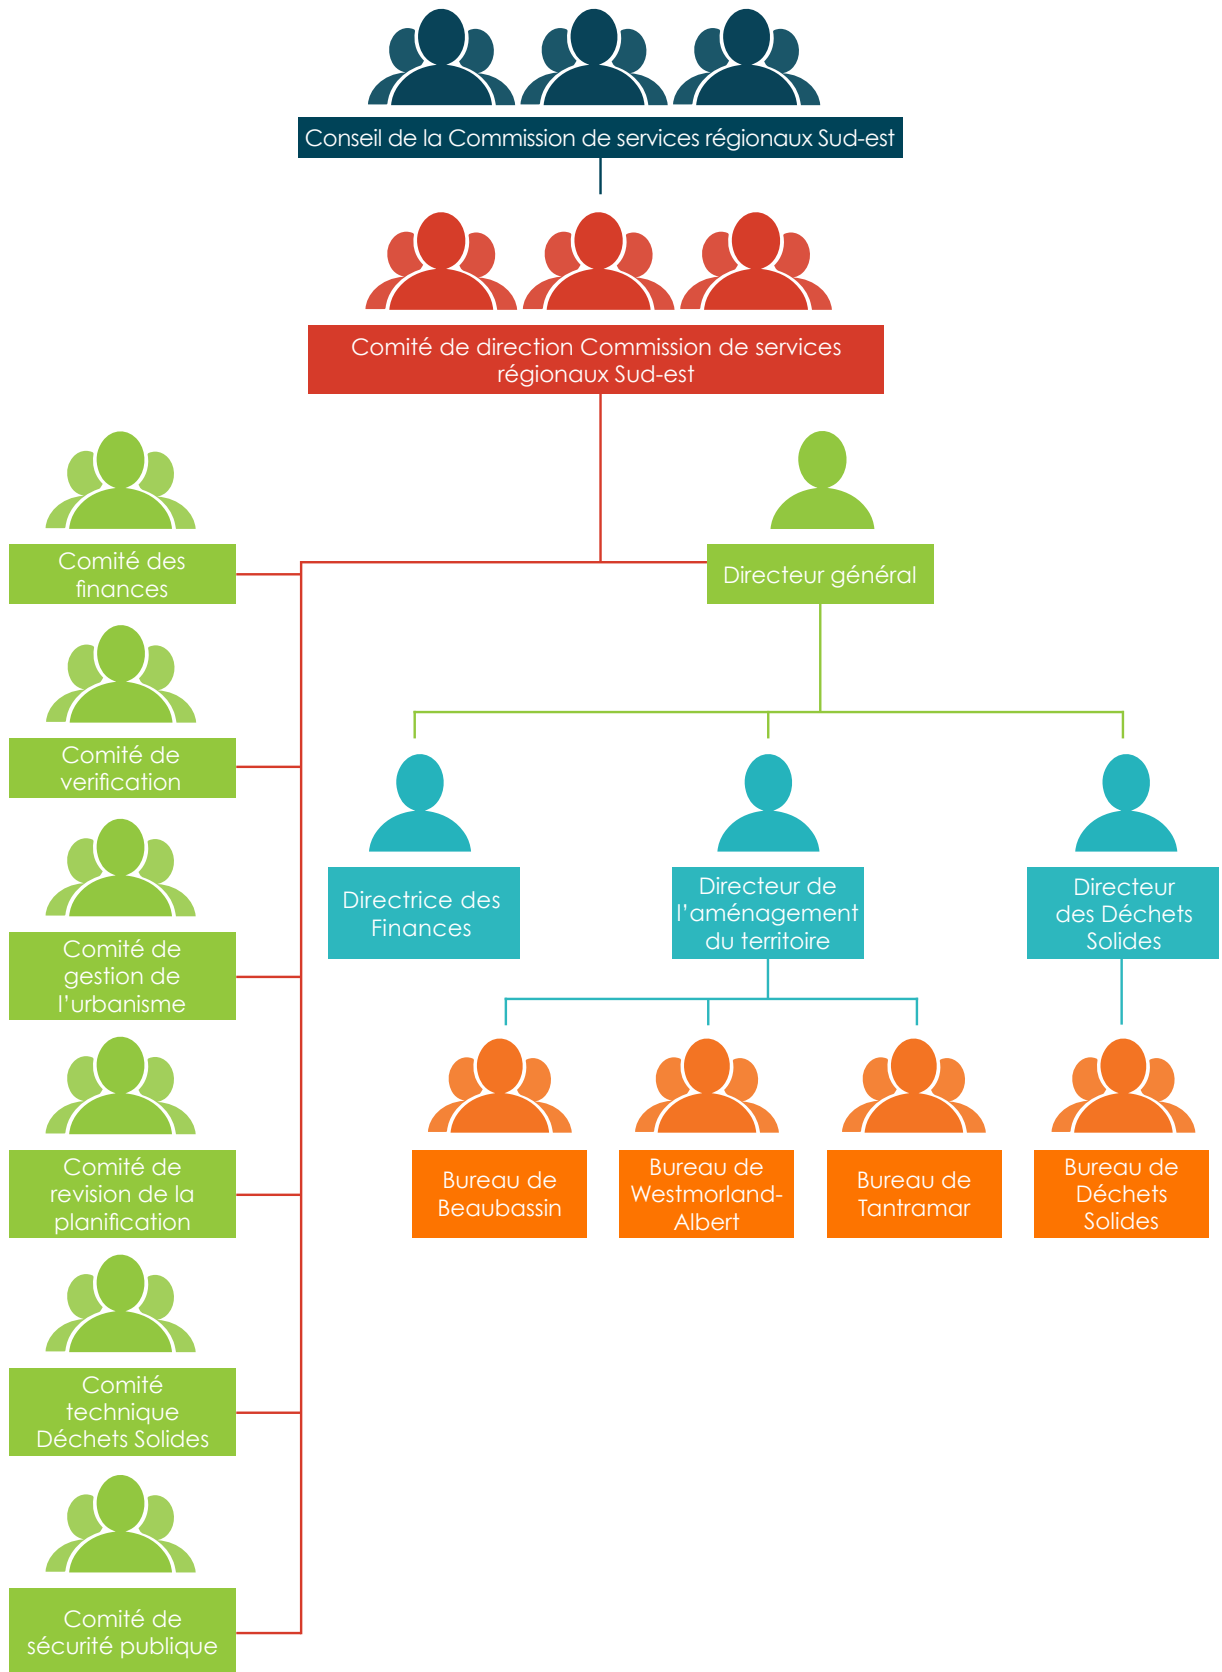 Conseil de la Commission de services régionaux Sud-est
Comité de direction Commission de services
régionaux Sud-est
Comité des
finances
Directeur général
Comité de
verification
Directrice des
Finances
Directeur de
l’aménagement
du territoire
Directeur
des Déchets
Solides
Comité de
gestion de
l’urbanisme
Comité de
revision de la
planification
Bureau de
Beaubassin
Bureau de
Westmorland-
Albert
Bureau de
Tantramar
Bureau de
Déchets
Solides
Comité
technique
Déchets Solides
Comité de
sécurité publique